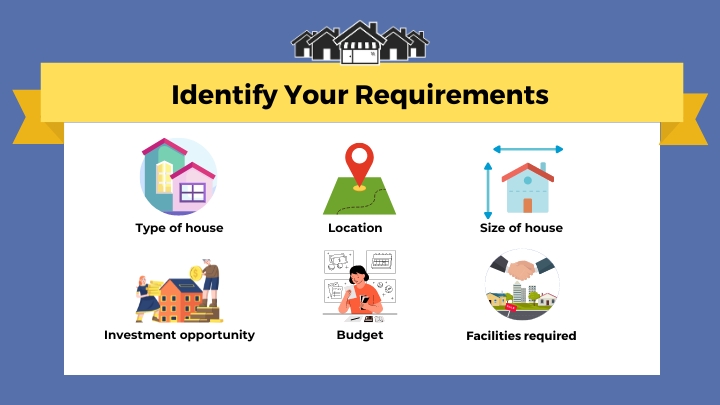 Identify Your Requirements
Type of house
Location
Size of house
Investment opportunity
Budget
Facilities required